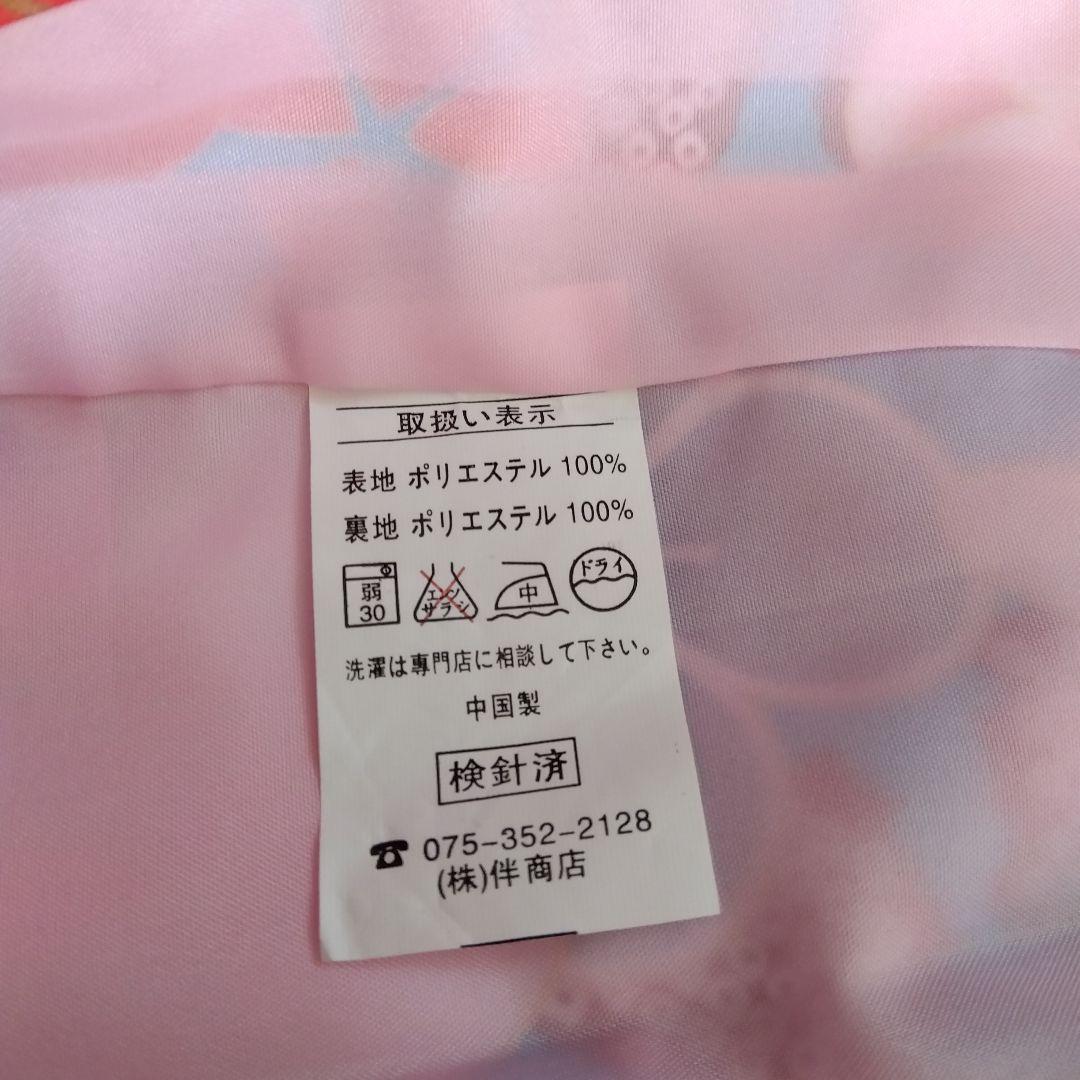 取扱い表示
表地 ポリエステル 100%
裏地 ポリエステル 100%
弱
30
エンソ
サラシ
中
ドライ
洗濯は専門店に相談して下さい。
中国製
検針済
☎ 075-352-2128
(株)伴商店